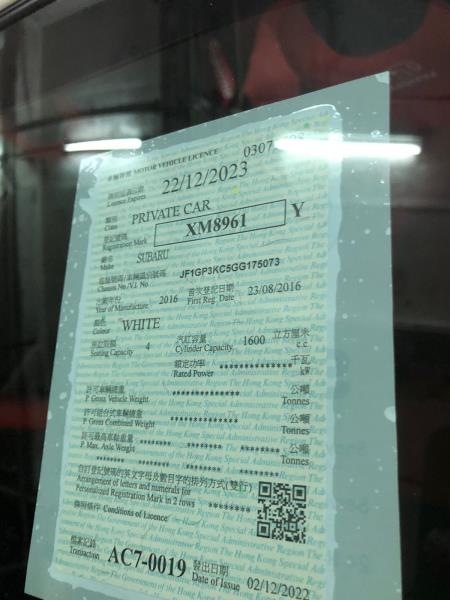 車輛牌照 MOTOR VEHICLE LICENCE
牌照屆滿日期
Licence Expires 22/12/2023
類別
Class PRIVATE CAR
登記號碼
Registration Mark XM8961 Y
廠名
Make SUBARU
底盤號碼/車輛識別號碼
Chassis No./V.I. No JF1GP3KC5GG175073
出廠年份
Year of Manufacture 2016 首次登記日期
First Reg. Date 23/08/2016
顏色
Colour WHITE
座位數額
Seating Capacity 4 汽缸容量
Cylinder Capacity 1600 立方厘米
c.c.
額定功率
/Rated Power ************** 千瓦
kW
許可車輛總重
P. Gross Vehicle Weight ************** 公噸
Tonnes
許可組合車輛總重
P. Gross Combined Weight ************** 公噸
Tonnes
許可最高車軸重量
P. Max. Axle Weight ******** ******** ******** 公噸
******** ******** ******** Tonnes
自訂登記號碼的英文字母及數目字的排列方式(雙行)
Arrangement of letters and numerals for
Personalized Registration Mark in 2 rows ********
牌照條件 Conditions of Licence
檔案記錄
Transaction AC7-0019 發出日期
Date of Issue 02/12/2022